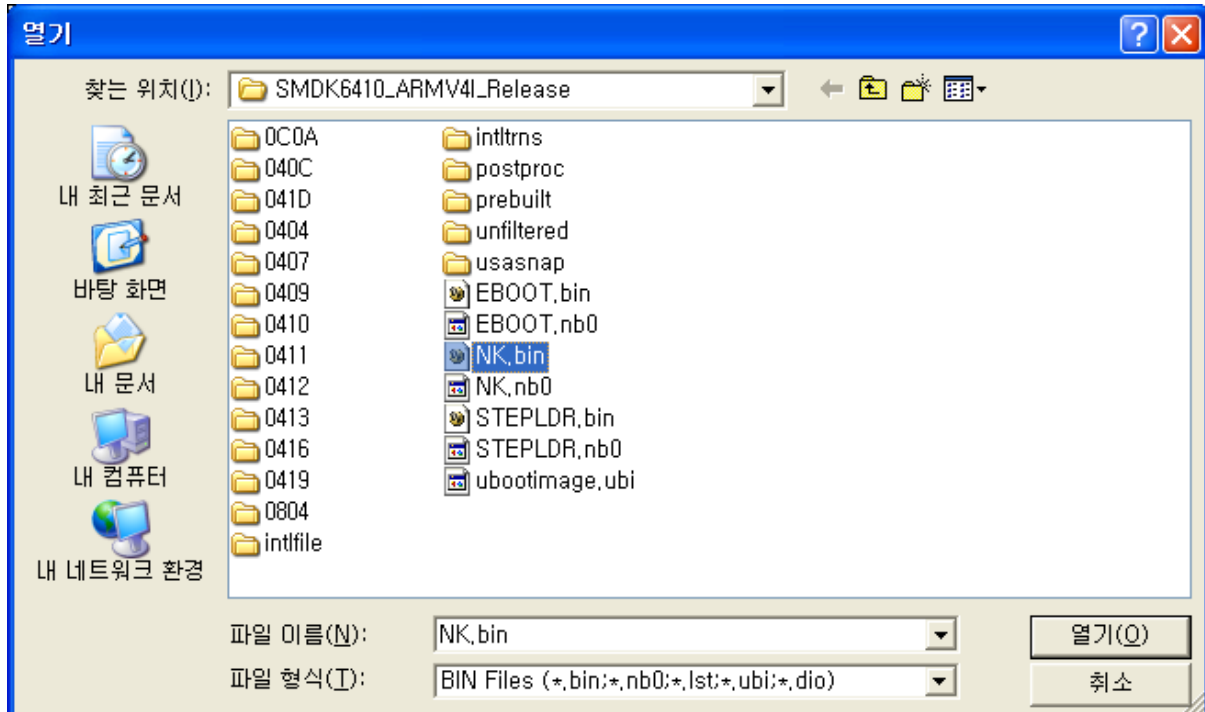 열기
찾는 위치(I):
SMDK6410_ARMV4I_Release
내 최근 문서
바탕 화면
내 문서
내 컴퓨터
내 네트워크 환경
0C0A
040C
041D
0404
0407
0409
0410
0411
0412
0413
0416
0419
0804
intlfile
intltrns
postproc
prebuilt
unfiltered
usasnap
EBOOT.bin
EBOOT.nb0
NK.bin
NK.nb0
STEPLDR.bin
STEPLDR.nb0
ubootimage.ubi
파일 이름(N):
NK.bin
열기(O)
파일 형식(T):
BIN Files (*.bin;*.nb0;*.lst;*.ubi;*.dio)
취소